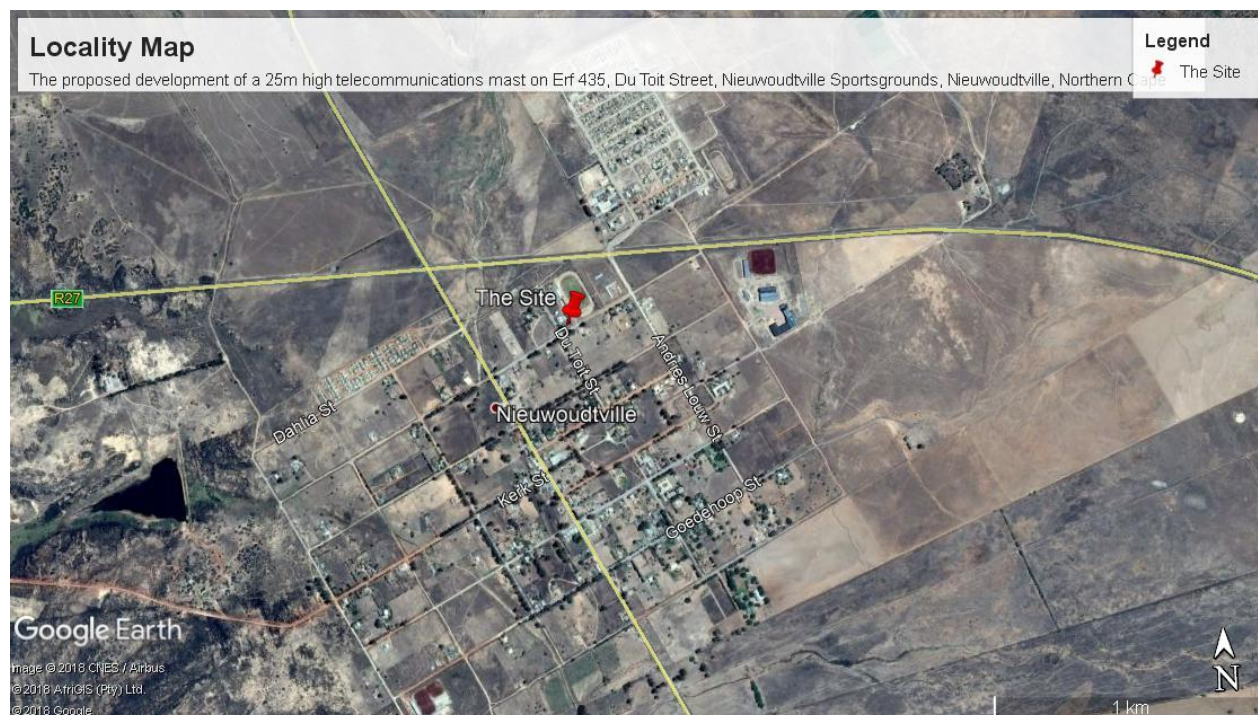 Locality Map
The proposed development of a 25m high telecommunications mast on Erf 435, Du Toit Street, Nieuwoudtville Sportsgrounds, Nieuwoudtville, Northern Cape
Legend
The Site
R27
The Site
Du Toit St
Andries Louw St
Nieuwoudtville
Dahlia St
Kerk St
Goedenoop St
Google Earth
mage © 2018 CNES / Airbus
© 2018 AfriGIS (Pty) Ltd.
© 2018 Google
N
1 km